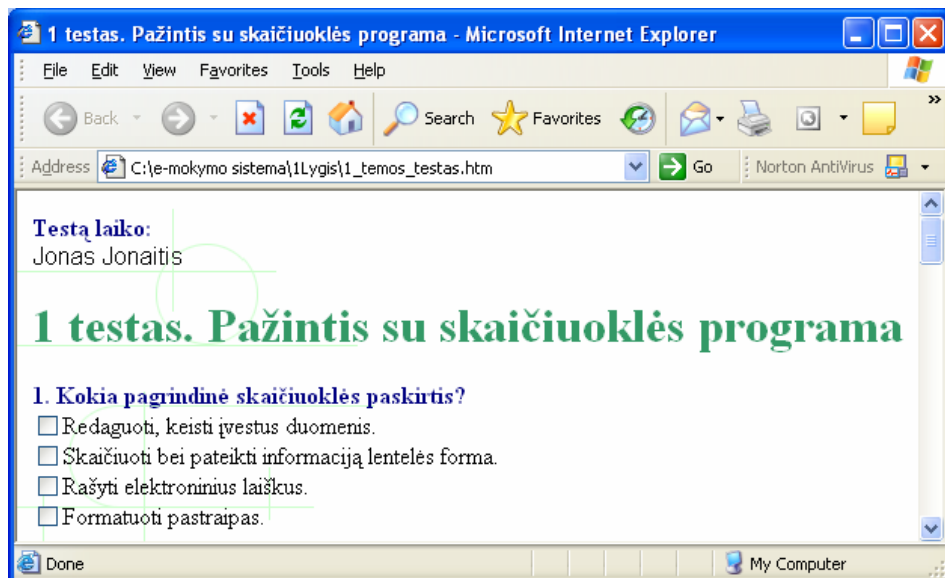 1 testas. Pažintis su skaičiuoklės programa - Microsoft Internet Explorer
File Edit View Favorites Tools Help
Back Search Favorites »
Address C:\e-mokymo sistema\1Lygis\1_temos_testas.htm Go Norton AntiVirus
Testą laiko:
Jonas Jonaitis
1 testas. Pažintis su skaičiuoklės programa
1. Kokia pagrindinė skaičiuoklės paskirtis?
Redaguoti, keisti įvestus duomenis.
Skaičiuoti bei pateikti informaciją lentelės forma.
Rašyti elektroninius laiškus.
Formatuoti pastraipas.
Done My Computer